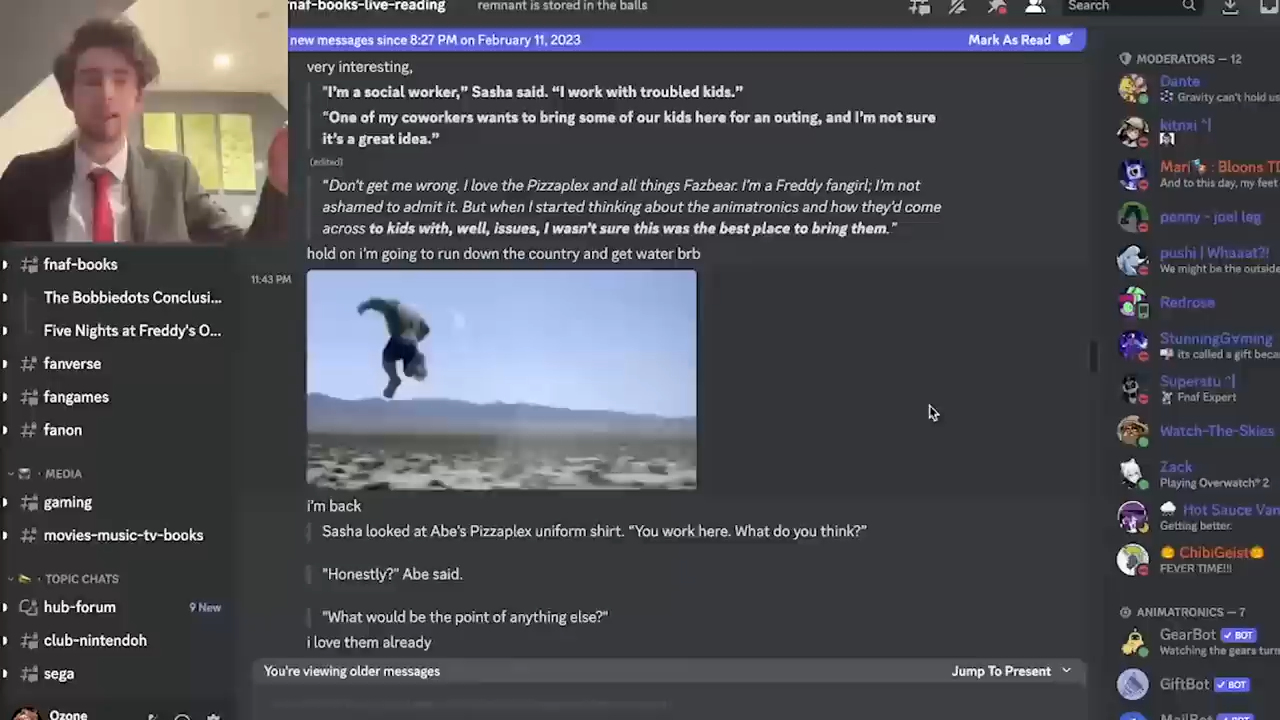 fnaf-books-live-reading
remnant is stored in the balls
Search
new messages since 8:27 PM on February 11, 2023
Mark As Read
very interesting,
"I'm a social worker," Sasha said. "I work with troubled kids."
"One of my coworkers wants to bring some of our kids here for an outing, and I'm not sure
it's a great idea."
(edited)
"Don't get me wrong. I love the Pizzaplex and all things Fazbear. I'm a Freddy fangirl; I'm not
ashamed to admit it. But when I started thinking about the animatronics and how they'd come
across to kids with, well, issues, I wasn't sure this was the best place to bring them."
hold on i'm going to run down the country and get water brb
11:43 PM
i'm back
Sasha looked at Abe's Pizzaplex uniform shirt. "You work here. What do you think?"
"Honestly?" Abe said.
"What would be the point of anything else?"
i love them already
You're viewing older messages
Jump To Present
fnaf-books
The Bobbiedots Conclusi...
Five Nights at Freddy's O...
fanverse
fangames
fanon
MEDIA
gaming
movies-music-tv-books
TOPIC CHATS
hub-forum
9 New
club-nintendoh
sega
Ozone
MODERATORS — 12
Dante
Gravity can't hold us
kitnxi ^|
Mari : Bloons TD
And to this day, my feet
penny - joel leg
pushi | Whaaat?!
We might be the outside
Redrose
StunningGVming
its called a gift beca
Superstu ^|
Fnaf Expert
Watch-The-Skies
Zack
Playing Overwatch® 2
Hot Sauce Van
Getting better.
ChibiGeist
FEVER TIME!!!
ANIMATRONICS — 7
GearBot
BOT
Watching the gears turn
GiftBot
BOT
MailBot